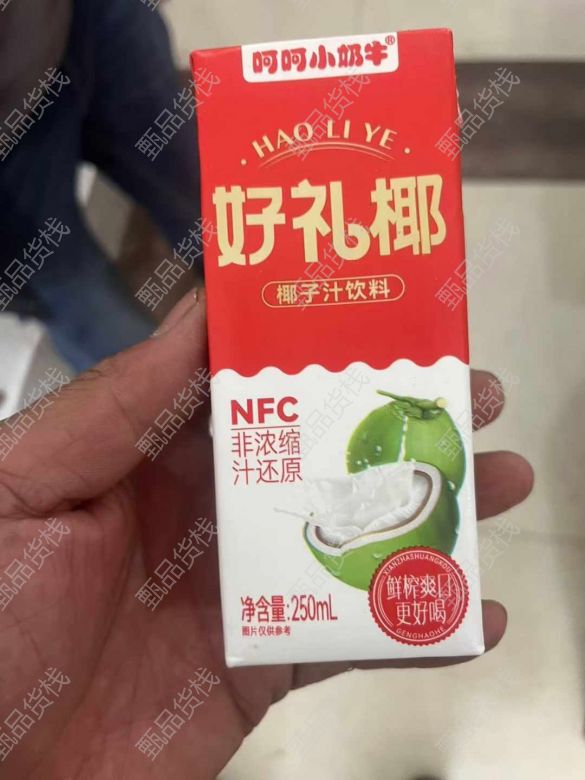 呵呵小奶牛®
· HAO LI YE ·
好礼椰
椰子汁饮料
NFC
非浓缩
汁还原
净含量:250mL
图片仅供参考
XIANZHASHUANGKOU
鲜榨爽口
更好喝
GENGHAOHE
甄品货栈